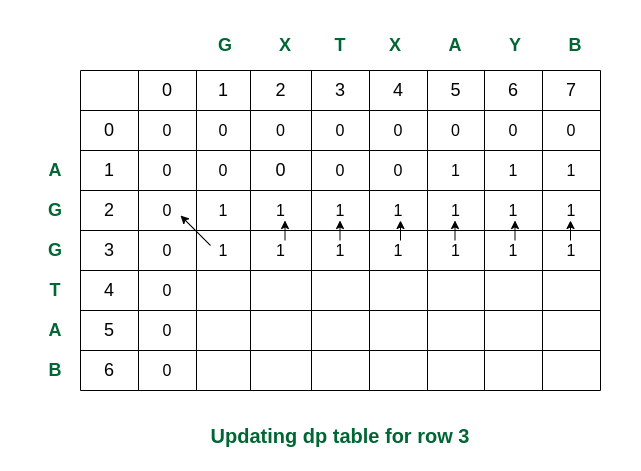 G X T X A Y B
0 1 2 3 4 5 6 7
0 0 0 0 0 0 0 0 0
A 1 0 0 0 0 0 1 1 1
G 2 0 1 1 1 1 1 1 1
G 3 0 1 1 1 1 1 1 1
T 4 0
A 5 0
B 6 0
Updating dp table for row 3